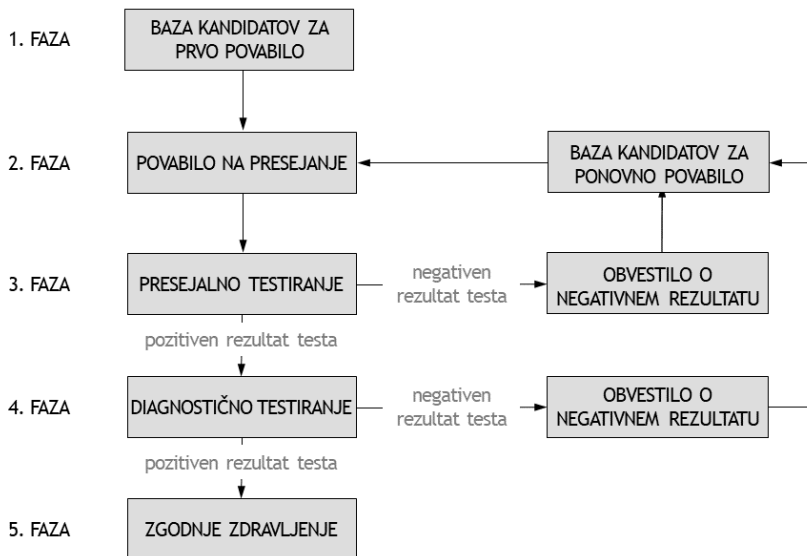 1. FAZA
BAZA KANDIDATOV ZA
PRVO POVABILO
2. FAZA
POVABILO NA PRESEJANJE
BAZA KANDIDATOV ZA
PONOVNO POVABILO
3. FAZA
PRESEJALNO TESTIRANJE
negativen
rezultat testa
OBVESTILO O
NEGATIVNEM REZULTATU
pozitiven rezultat testa
4. FAZA
DIAGNOSTIČNO TESTIRANJE
negativen
rezultat testa
OBVESTILO O
NEGATIVNEM REZULTATU
pozitiven rezultat testa
5. FAZA
ZGODNJE ZDRAVLJENJE